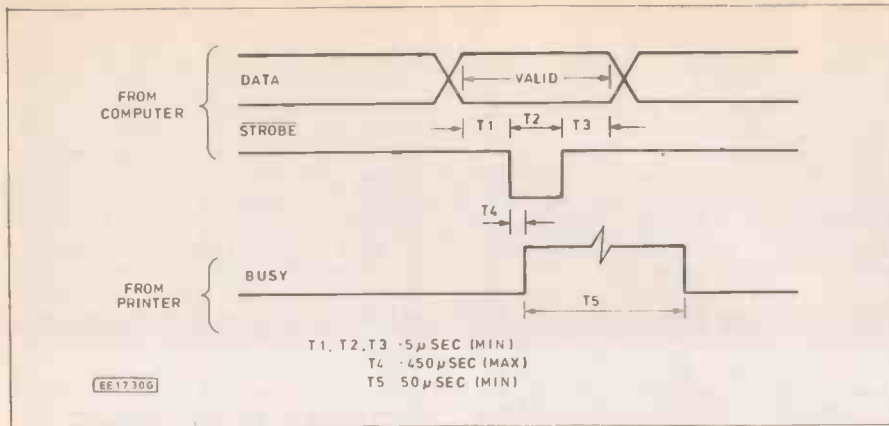 DATA
VALID
FROM
COMPUTER
STROBE
T1 T2 T3
T4
BUSY
FROM
PRINTER
T5
T1, T2, T3 ·5µSEC (MIN)
T4 ·450µSEC (MAX)
T5 50µSEC (MIN)
EE1730G